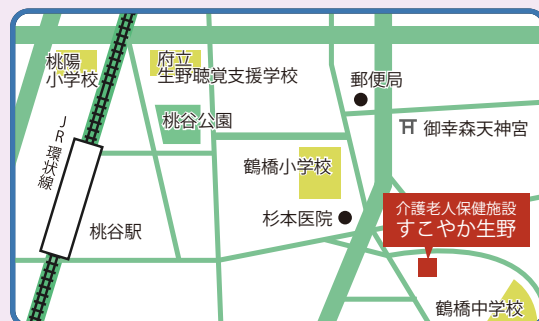 桃陽
小学校
府立
生野聴覚支援学校
郵便局
桃谷公園
御幸森天神宮
JR環状線
鶴橋小学校
介護老人保健施設
すこやか生野
杉本医院
桃谷駅
鶴橋中学校